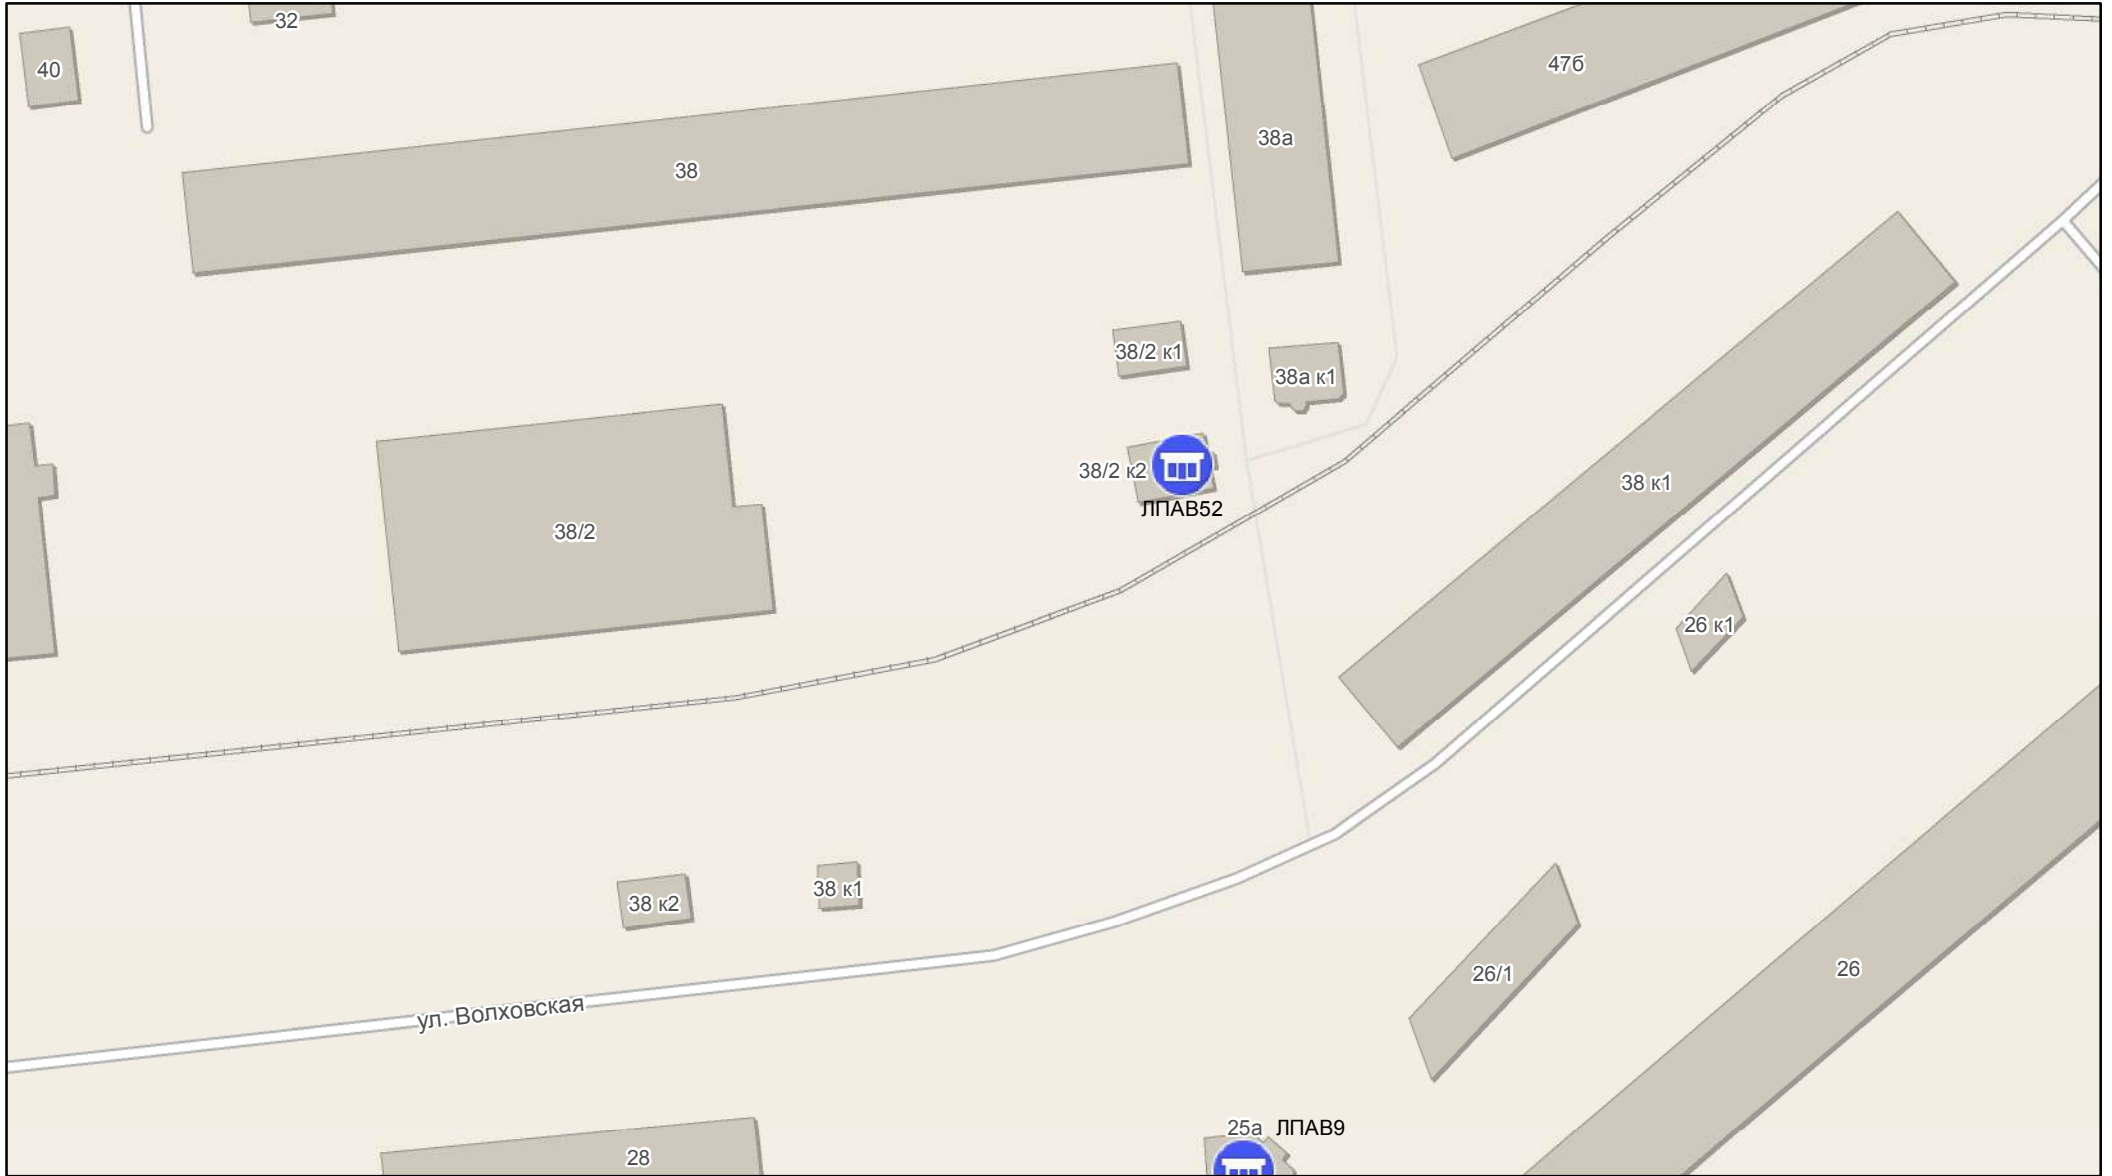 32
40
47б
38а
38
38/2 к1
38а к1
38/2 к2
38 к1
ЛПАВ52
38/2
26 к1
38 к1
38 к2
26
26/1
ул. Волховская
25а
ЛПАВ9
28